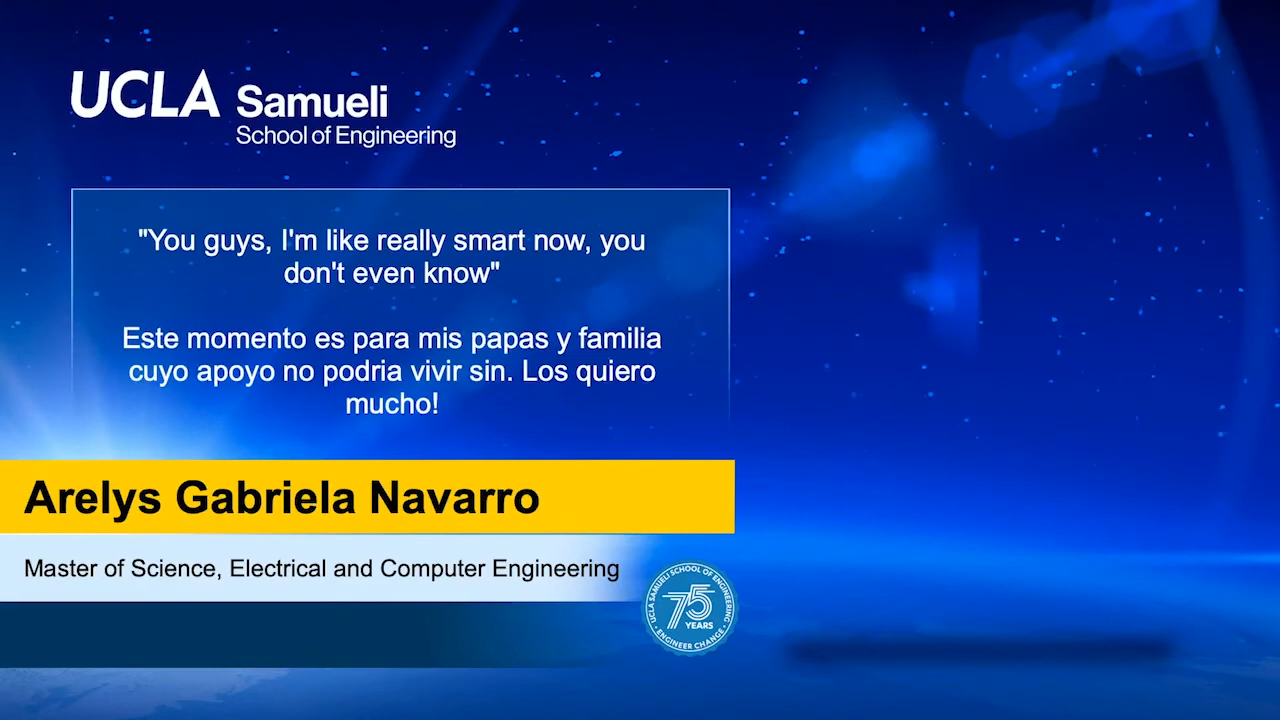 UCLA Samueli
School of Engineering
"You guys, I'm like really smart now, you
don't even know"
Este momento es para mis papas y familia
cuyo apoyo no podria vivir sin. Los quiero
mucho!
Arelys Gabriela Navarro
Master of Science, Electrical and Computer Engineering
UCLA SAMUELI SCHOOL OF ENGINEERING
75
YEARS
• ENGINEER CHANGE •